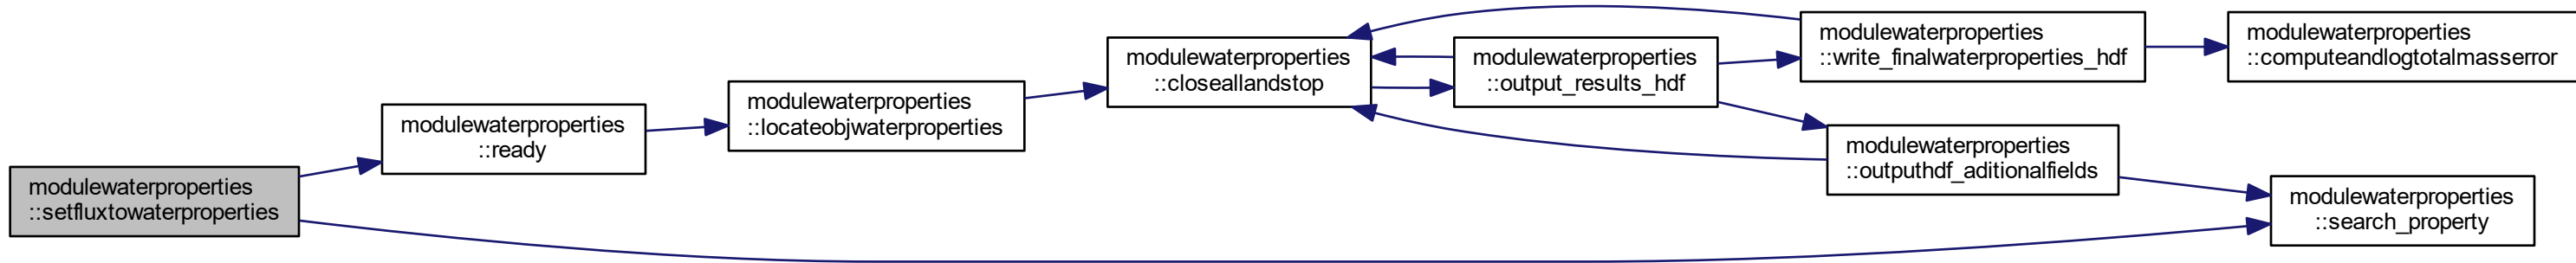 modulewaterproperties
::setfluxtowaterproperties
modulewaterproperties
::ready
modulewaterproperties
::locateobjwaterproperties
modulewaterproperties
::closeallandstop
modulewaterproperties
::output_results_hdf
modulewaterproperties
::write_finalwaterproperties_hdf
modulewaterproperties
::computeandlogtotalmasserror
modulewaterproperties
::outputhdf_aditionalfields
modulewaterproperties
::search_property